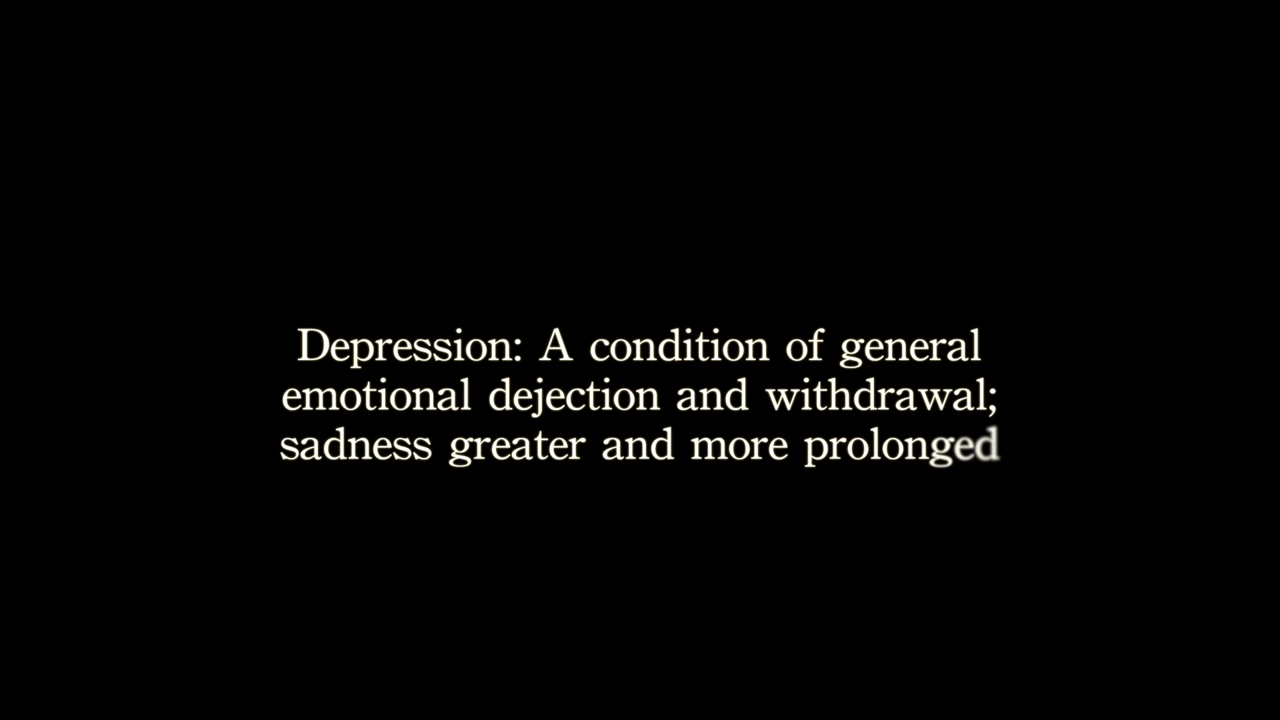 Depression: A condition of general
emotional dejection and withdrawal;
sadness greater and more prolonged